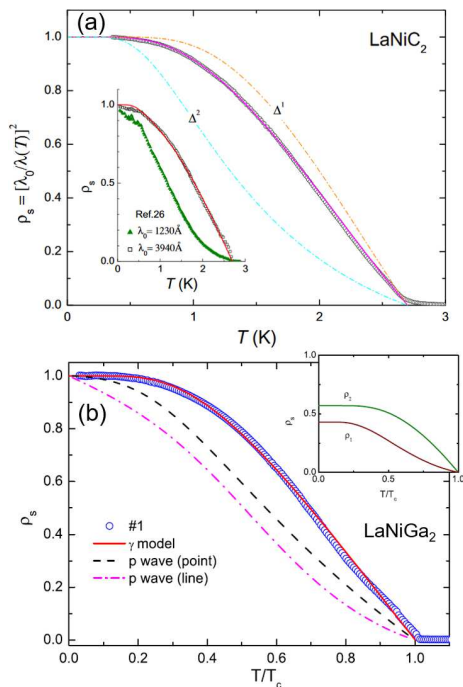 (a)
LaNiC₂
ρₛ = [λ₀/λ(T)]²
1.0
0.8
0.6
0.4
0.2
0.0
Δ¹
Δ²
ρₛ
1.0
0.5
0.0
Ref.26
λ₀= 1230Å
λ₀= 3940Å
0 1 2 3
T (K)
0 1 2 3
T (K)
(b)
LaNiGa₂
ρₛ
1.0
0.8
0.6
0.4
0.2
0.0
#1
γ model
p wave (point)
p wave (line)
0.0 0.2 0.4 0.6 0.8 1.0
T/T꜀
ρₛ
1.0
0.5
0.0
ρ₂
ρ₁
0.0 0.5 1.0
T/T꜀